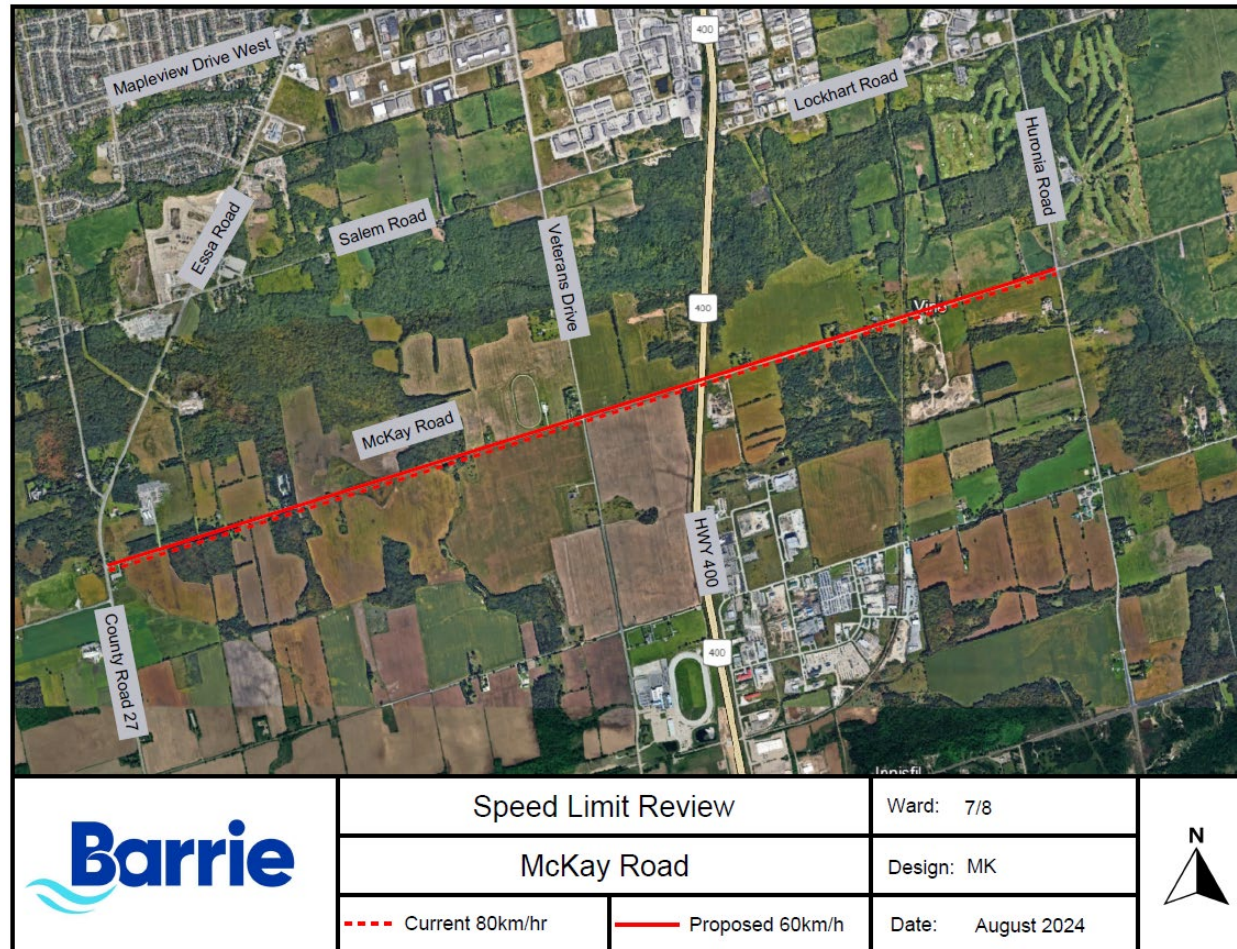 400
Mapleview Drive West
Lockhart Road
Huronia Road
Essa Road
Salem Road
Veterans Drive
400
McKay Road
HWY 400
400
County Road 27
Innisfil
Barrie
Speed Limit Review
McKay Road
Current 80km/hr
Proposed 60km/h
Ward: 7/8
Design: MK
Date: August 2024
N